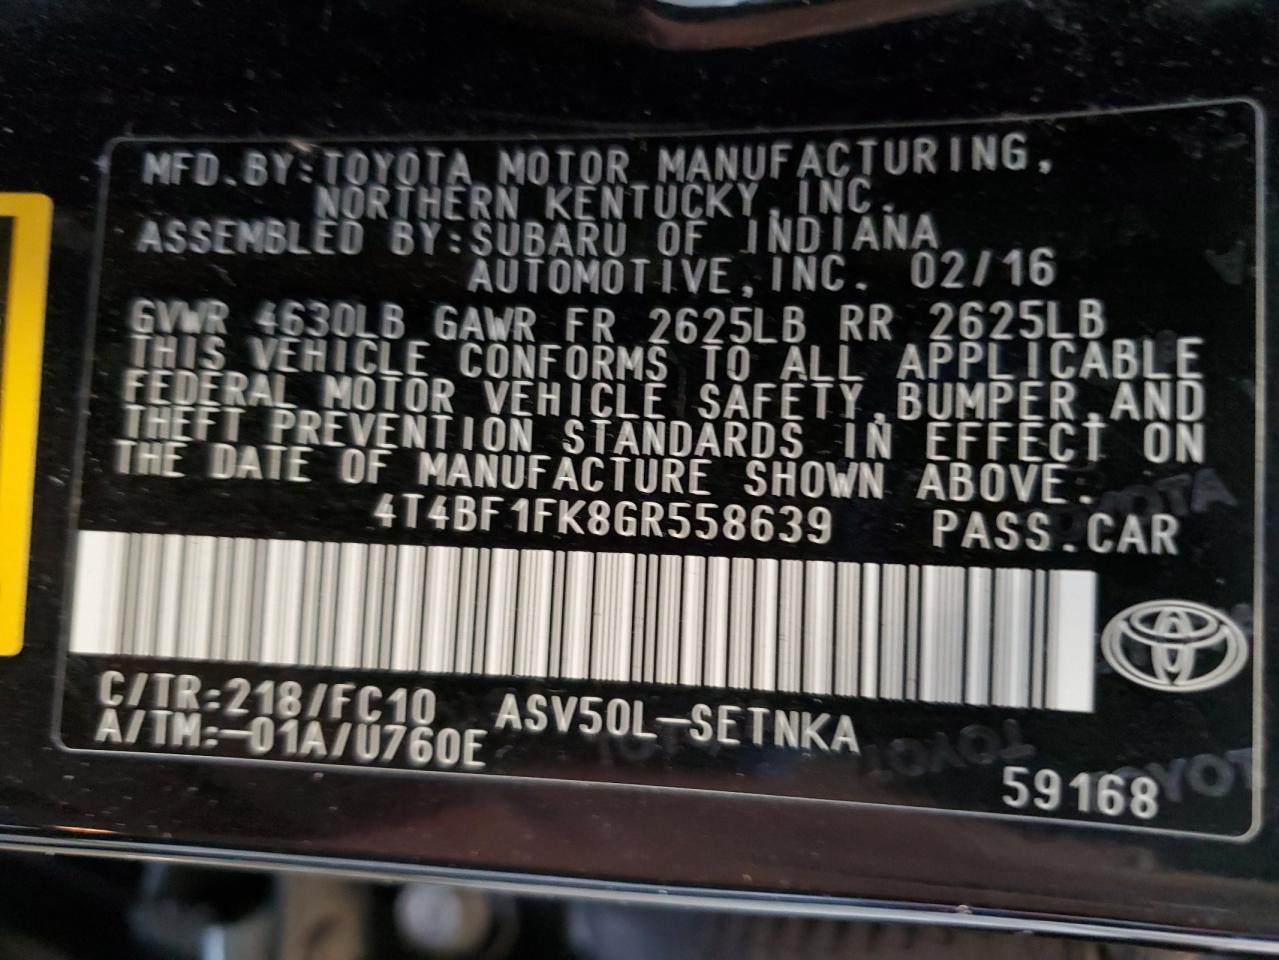 MFD.BY:TOYOTA MOTOR MANUFACTURING,
NORTHERN KENTUCKY,INC.
ASSEMBLED BY:SUBARU OF INDIANA
AUTOMOTIVE,INC. 02/16
GVWR 4630LB GAWR FR 2625LB RR 2625LB
THIS VEHICLE CONFORMS TO ALL APPLICABLE
FEDERAL MOTOR VEHICLE SAFETY,BUMPER,AND
THEFT PREVENTION STANDARDS IN EFFECT ON
THE DATE OF MANUFACTURE SHOWN ABOVE.
4T4BF1FK8GR558639 PASS.CAR
C/TR:218/FC10 ASV50L-SETNKA
A/TM:-01A/U760E
59168